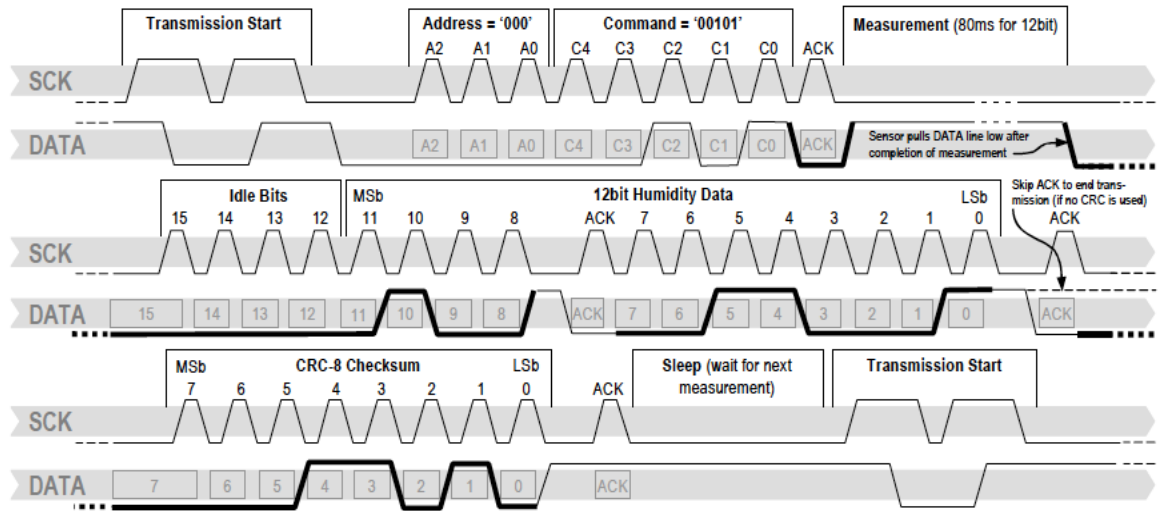 Transmission Start Address = ‘000’ Command = ‘00101’ Measurement (80ms for 12bit)
A2 A1 A0 C4 C3 C2 C1 C0 ACK
SCK
DATA A2 A1 A0 C4 C3 C2 C1 C0 ACK
Sensor pulls DATA line low after
completion of measurement
Idle Bits MSb 12bit Humidity Data LSb
Skip ACK to end trans-
mission (if no CRC is used)
15 14 13 12 11 10 9 8 ACK 7 6 5 4 3 2 1 0 ACK
SCK
DATA 15 14 13 12 11 10 9 8 ACK 7 6 5 4 3 2 1 0 ACK
MSb CRC-8 Checksum LSb
Sleep (wait for next
measurement)
Transmission Start
7 6 5 4 3 2 1 0 ACK
SCK
DATA 7 6 5 4 3 2 1 0 ACK